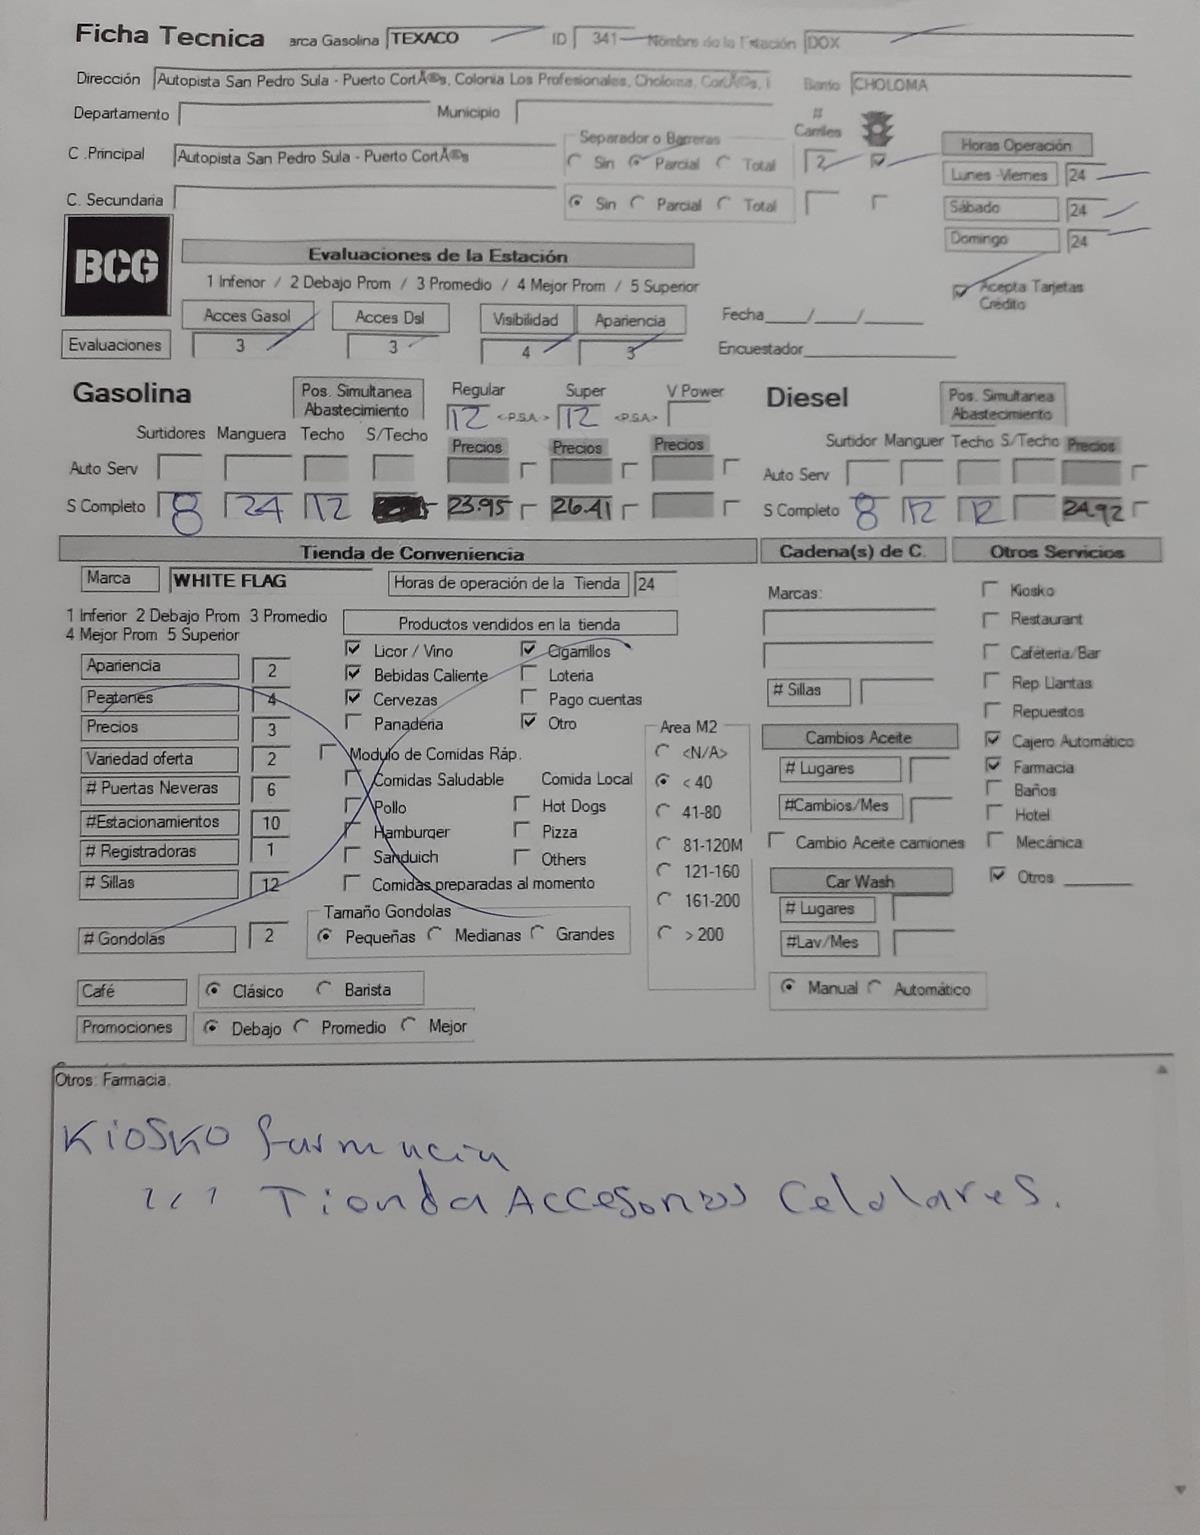 Ficha Tecnica arca Gasolina TEXACO ID 341 Nombre de la Estación DOX
Dirección Autopista San Pedro Sula - Puerto CortÃ®s, Colonia Los Profesionales, Choloma, CortÃ®s, Barrio CHOLOMA
Departamento Municipio # Carriles
Separador o Barreras
C .Principal Autopista San Pedro Sula - Puerto CortÃ®s Sin Parcial Total 2
Horas Operación
Lunes -Viernes 24
C. Secundaria Sin Parcial Total
Sábado 24
Domingo 24
BCG
Evaluaciones de la Estación
1 Inferior / 2 Debajo Prom / 3 Promedio / 4 Mejor Prom / 5 Superior
Acepta Tarjetas Crédito
Acces Gasol Acces Dsl Visibilidad Apariencia Fecha____/____/______
Evaluaciones 3 3 4 3 Encuestador
Gasolina Pos. Simultanea Abastecimiento Regular Super V Power Diesel Pos. Simultanea Abastecimiento
12 <-P.S.A-> 12 <-P.S.A->
Surtidores Manguera Techo S/Techo Precios Precios Precios Surtidor Manguer Techo S/Techo Precios
Auto Serv Auto Serv
S Completo 8 24 12 23.95 26.41 S Completo 8 12 12 24.92
Tienda de Conveniencia Cadena(s) de C. Otros Servicios
Marca WHITE FLAG Horas de operación de la Tienda 24 Marcas: Kiosko
1 Inferior 2 Debajo Prom 3 Promedio
4 Mejor Prom 5 Superior
Productos vendidos en la tienda Restaurant
Apariencia 2 Licor / Vino Cigarrillos Cafeteria/Bar
Peatones 4 Bebidas Caliente Loteria # Sillas Rep Llantas
Precios 3 Cervezas Pago cuentas Repuestos
Panaderia Otro Area M2 Cambios Aceite Cajero Automático
Variedad oferta 2 Modulo de Comidas Ráp. <N/A> # Lugares Farmacia
# Puertas Neveras 6 Comidas Saludable Comida Local < 40 Baños
#Estacionamientos 10 Pollo Hot Dogs 41-80 #Cambios/Mes Hotel
# Registradoras 1 Hamburger Pizza 81-120M Cambio Aceite camiones Mecánica
# Sillas 12 Sanduich Others 121-160 Car Wash Otros
Comidas preparadas al momento 161-200 # Lugares
Tamaño Gondolas
# Gondolas 2 Pequeñas Medianas Grandes > 200 #Lav/Mes
Café Clásico Barista Manual Automático
Promociones Debajo Promedio Mejor
Otros: Farmacia.
Kiosko farmacia
Tienda Accesorios Celulares.